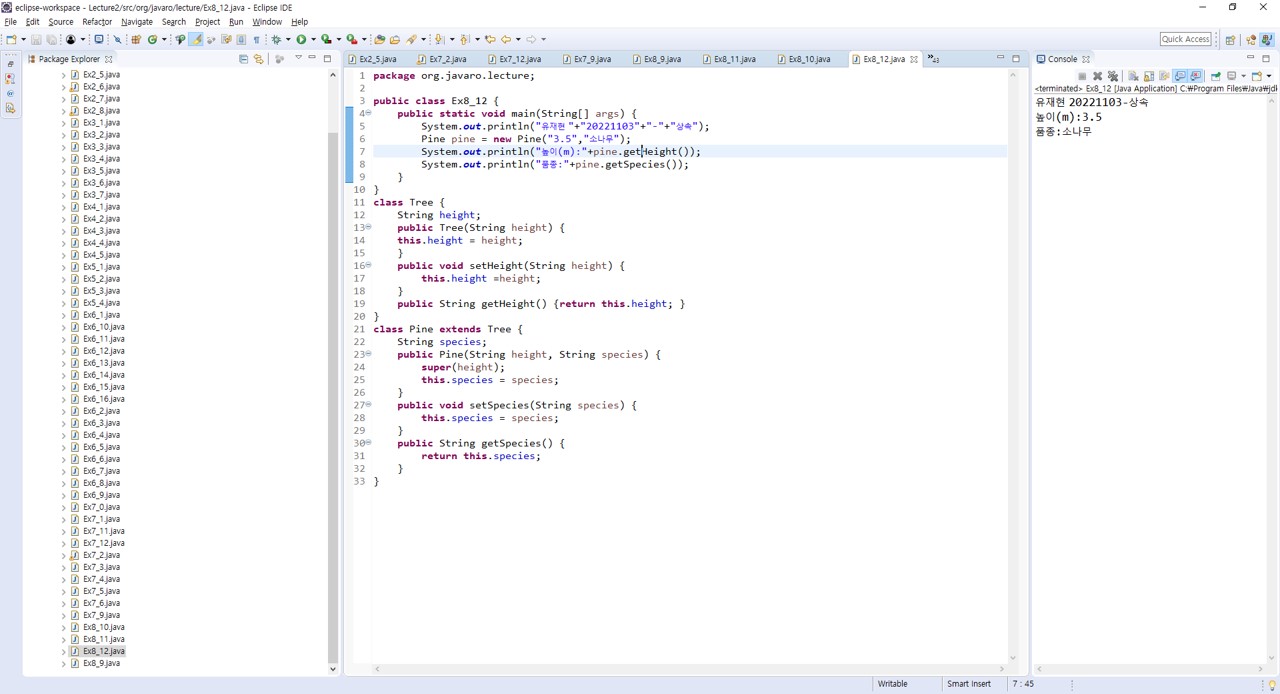 eclipse-workspace - Lecture2/src/org/javaro/lecture/Ex8_12.java - Eclipse IDE
File Edit Source Refactor Navigate Search Project Run Window Help
Quick Access
Package Explorer
Ex2_5.java
Ex2_6.java
Ex2_7.java
Ex2_8.java
Ex3_1.java
Ex3_2.java
Ex3_3.java
Ex3_4.java
Ex3_5.java
Ex3_6.java
Ex3_7.java
Ex4_1.java
Ex4_2.java
Ex4_3.java
Ex4_4.java
Ex4_5.java
Ex5_1.java
Ex5_2.java
Ex5_3.java
Ex5_4.java
Ex6_1.java
Ex6_10.java
Ex6_11.java
Ex6_12.java
Ex6_13.java
Ex6_14.java
Ex6_15.java
Ex6_16.java
Ex6_2.java
Ex6_3.java
Ex6_4.java
Ex6_5.java
Ex6_6.java
Ex6_7.java
Ex6_8.java
Ex6_9.java
Ex7_0.java
Ex7_1.java
Ex7_11.java
Ex7_12.java
Ex7_2.java
Ex7_3.java
Ex7_4.java
Ex7_5.java
Ex7_6.java
Ex7_9.java
Ex8_10.java
Ex8_11.java
Ex8_12.java
Ex8_9.java
Ex2_5.java Ex7_2.java Ex7_12.java Ex7_9.java Ex8_9.java Ex8_11.java Ex8_10.java Ex8_12.java
1 package org.javaro.lecture;
2
3 public class Ex8_12 {
4 public static void main(String[] args) {
5 System.out.println("유재현 "+"20221103"+"-"+"상속");
6 Pine pine = new Pine("3.5","소나무");
7 System.out.println("높이(m):"+pine.getHeight());
8 System.out.println("품종:"+pine.getSpecies());
9 }
10 }
11 class Tree {
12 String height;
13 public Tree(String height) {
14 this.height = height;
15 }
16 public void setHeight(String height) {
17 this.height =height;
18 }
19 public String getHeight() {return this.height; }
20 }
21 class Pine extends Tree {
22 String species;
23 public Pine(String height, String species) {
24 super(height);
25 this.species = species;
26 }
27 public void setSpecies(String species) {
28 this.species = species;
29 }
30 public String getSpecies() {
31 return this.species;
32 }
33 }
Console
<terminated> Ex8_12 [Java Application] C:₩Program Files₩Java₩jdk
유재현 20221103-상속
높이(m):3.5
품종:소나무
Writable Smart Insert 7 : 45